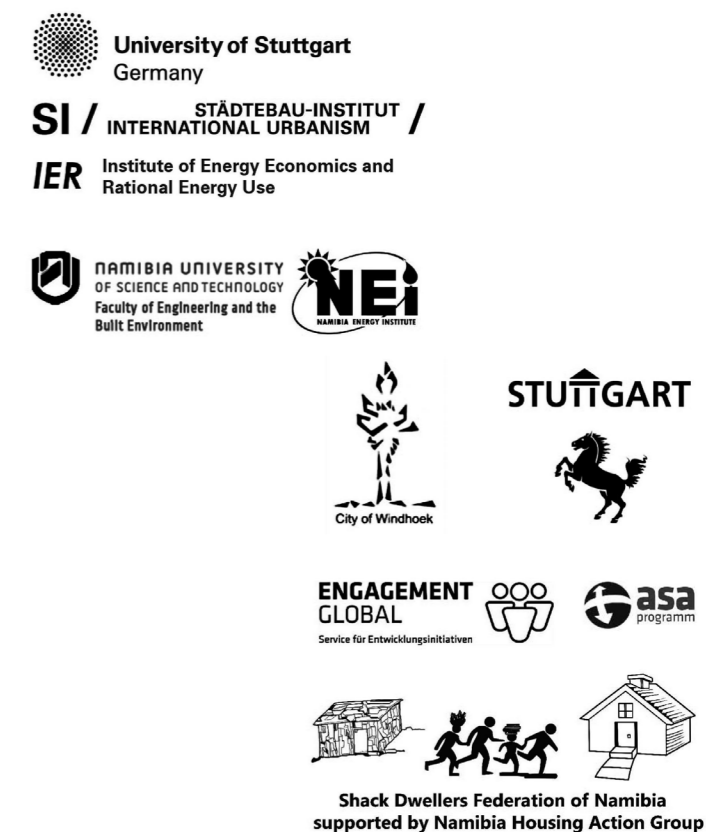 University of Stuttgart
Germany
SI / STÄDTEBAU-INSTITUT /
INTERNATIONAL URBANISM
IER Institute of Energy Economics and
Rational Energy Use
NAMIBIA UNIVERSITY
OF SCIENCE AND TECHNOLOGY
Faculty of Engineering and the
Built Environment
NEi
NAMIBIA ENERGY INSTITUTE
City of Windhoek
STUTTGART
ENGAGEMENT
GLOBAL
Service für Entwicklungsinitiativen
asa
programm
Shack Dwellers Federation of Namibia
supported by Namibia Housing Action Group